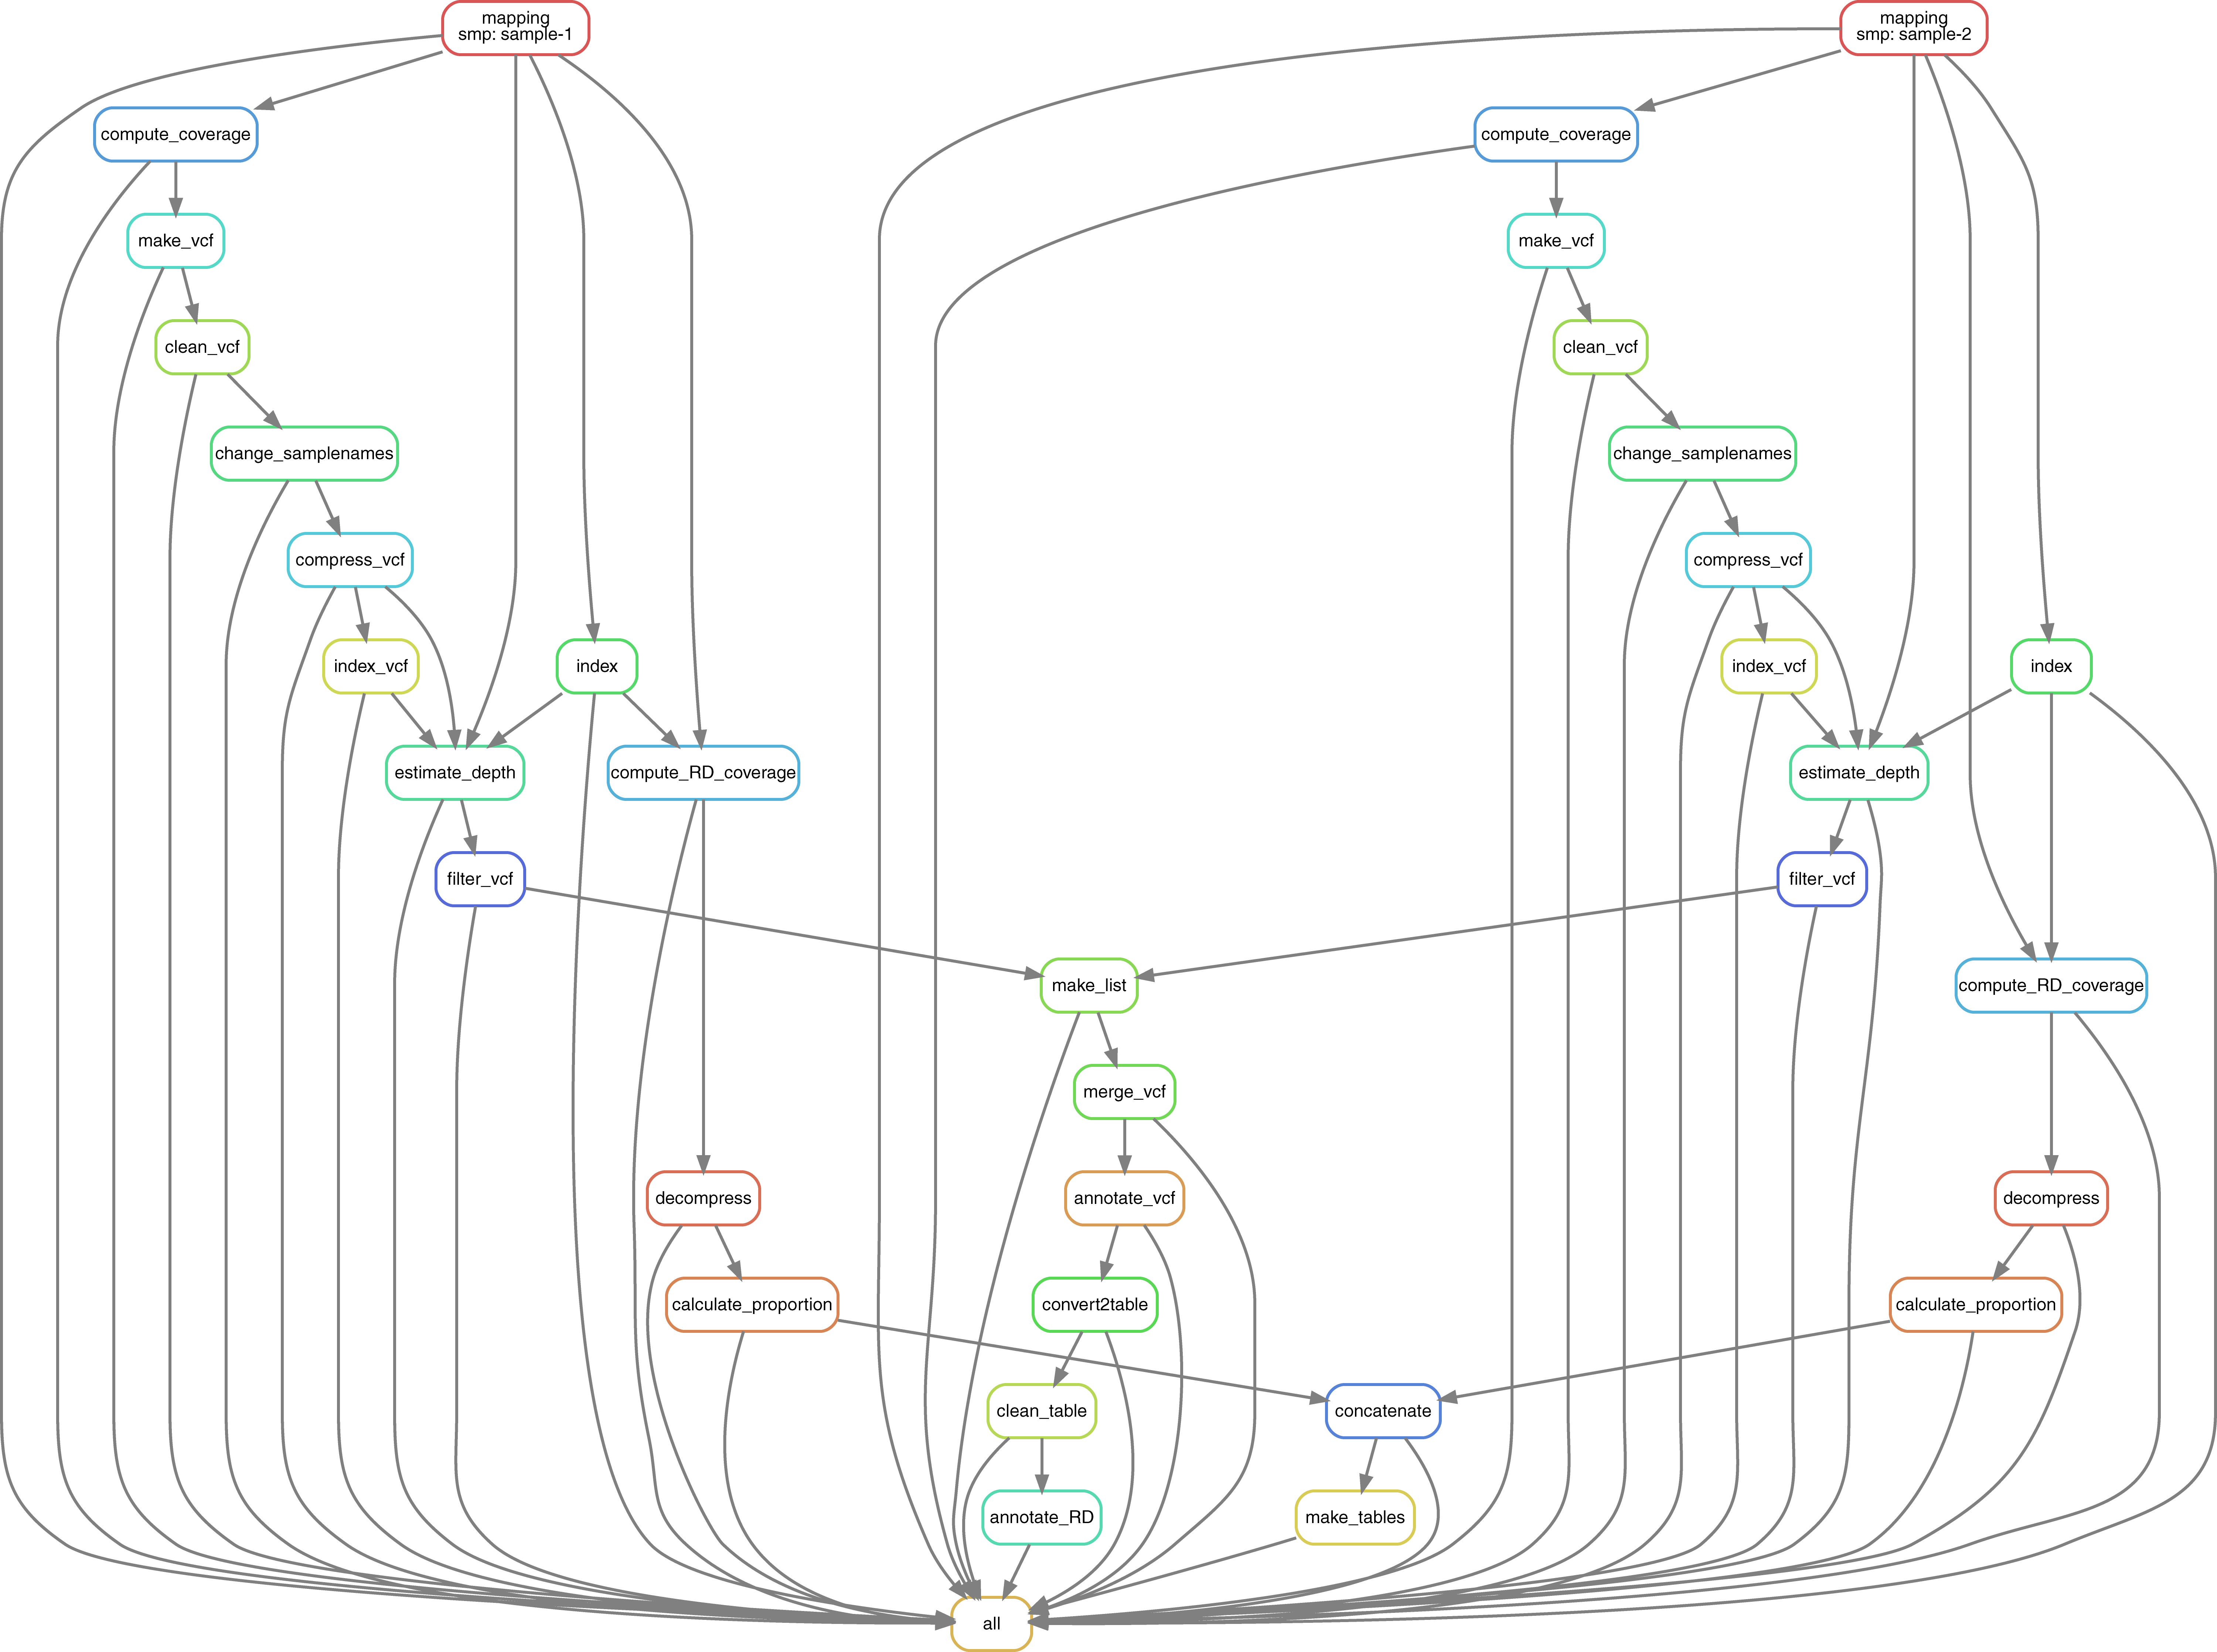 mapping
smp: sample-1
mapping
smp: sample-2
compute_coverage
compute_coverage
make_vcf
make_vcf
clean_vcf
clean_vcf
change_samplenames
change_samplenames
compress_vcf
compress_vcf
index_vcf
index
index_vcf
index
estimate_depth
compute_RD_coverage
estimate_depth
filter_vcf
filter_vcf
make_list
compute_RD_coverage
merge_vcf
decompress
annotate_vcf
decompress
calculate_proportion
convert2table
calculate_proportion
clean_table
concatenate
annotate_RD
make_tables
all